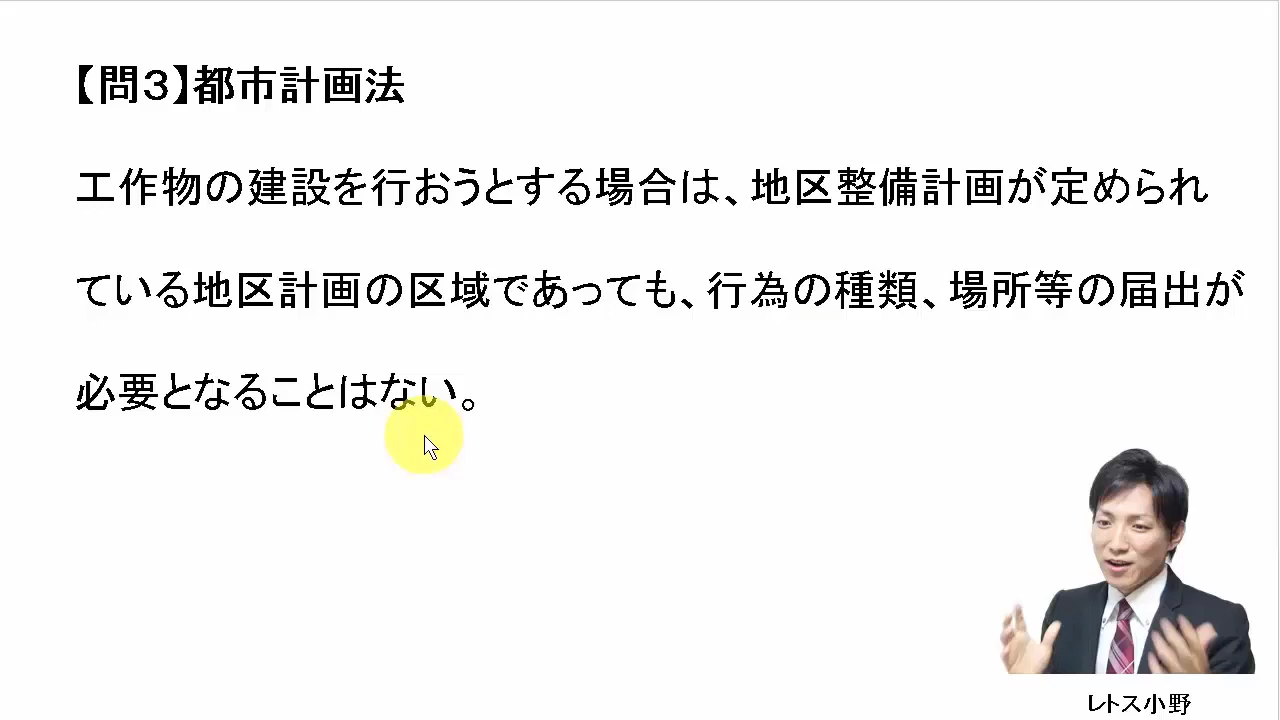 【問３】都市計画法
工作物の建設を行おうとする場合は、地区整備計画が定められ
ている地区計画の区域であっても、行為の種類、場所等の届出が
必要となることはない。
レトス小野